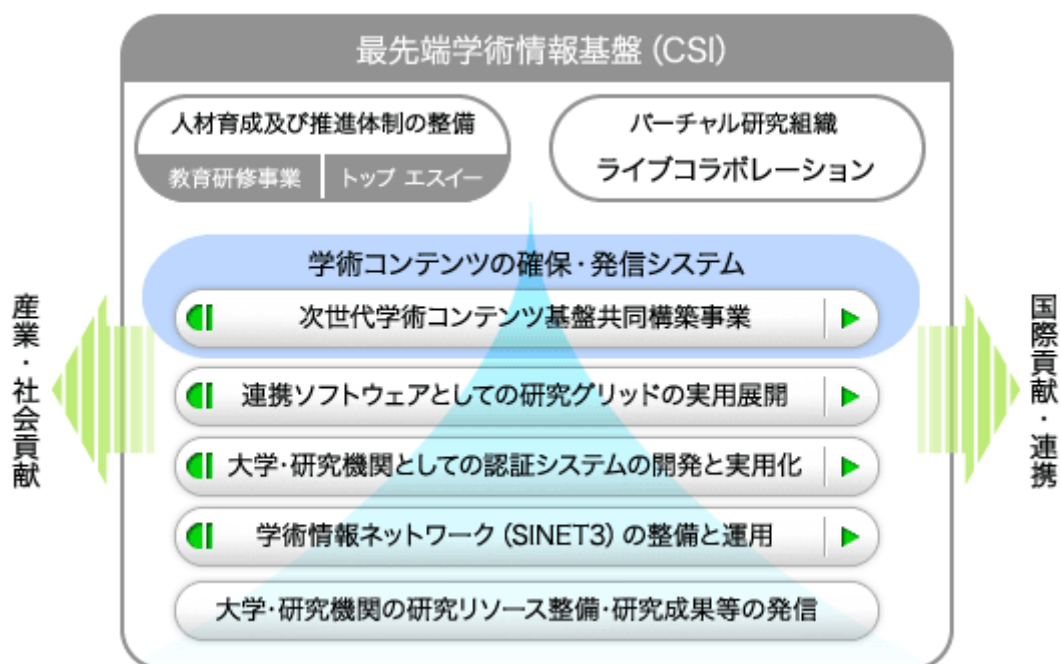 最先端学術情報基盤 (CSI)
人材育成及び推進体制の整備
教育研修事業
トップ エスイー
バーチャル研究組織
ライブコラボレーション
学術コンテンツの確保・発信システム
次世代学術コンテンツ基盤共同構築事業
連携ソフトウェアとしての研究グリッドの実用展開
大学・研究機関としての認証システムの開発と実用化
学術情報ネットワーク (SINET3) の整備と運用
大学・研究機関の研究リソース整備・研究成果等の発信
産業・社会貢献
国際貢献・連携